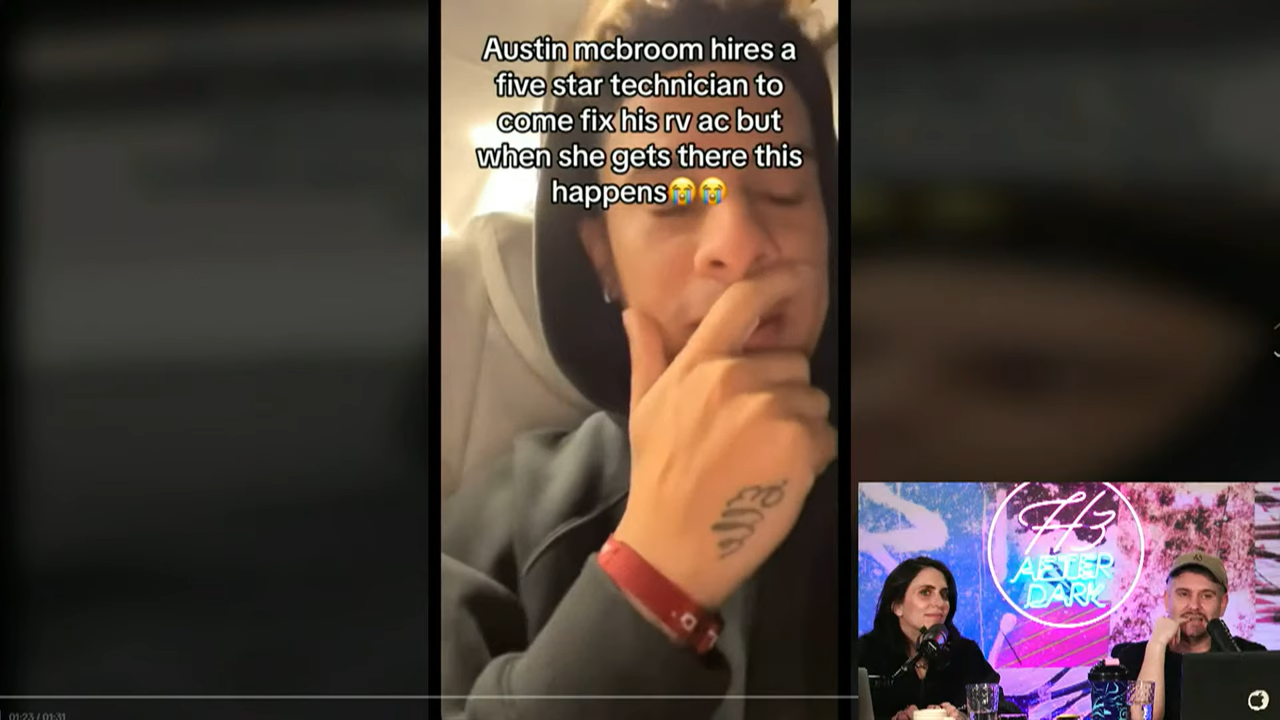 Austin mcbroom hires a
five star technician to
come fix his rv ac but
when she gets there this
happens😭😭
H3
AFTER
DARK
01:23 / 01:31